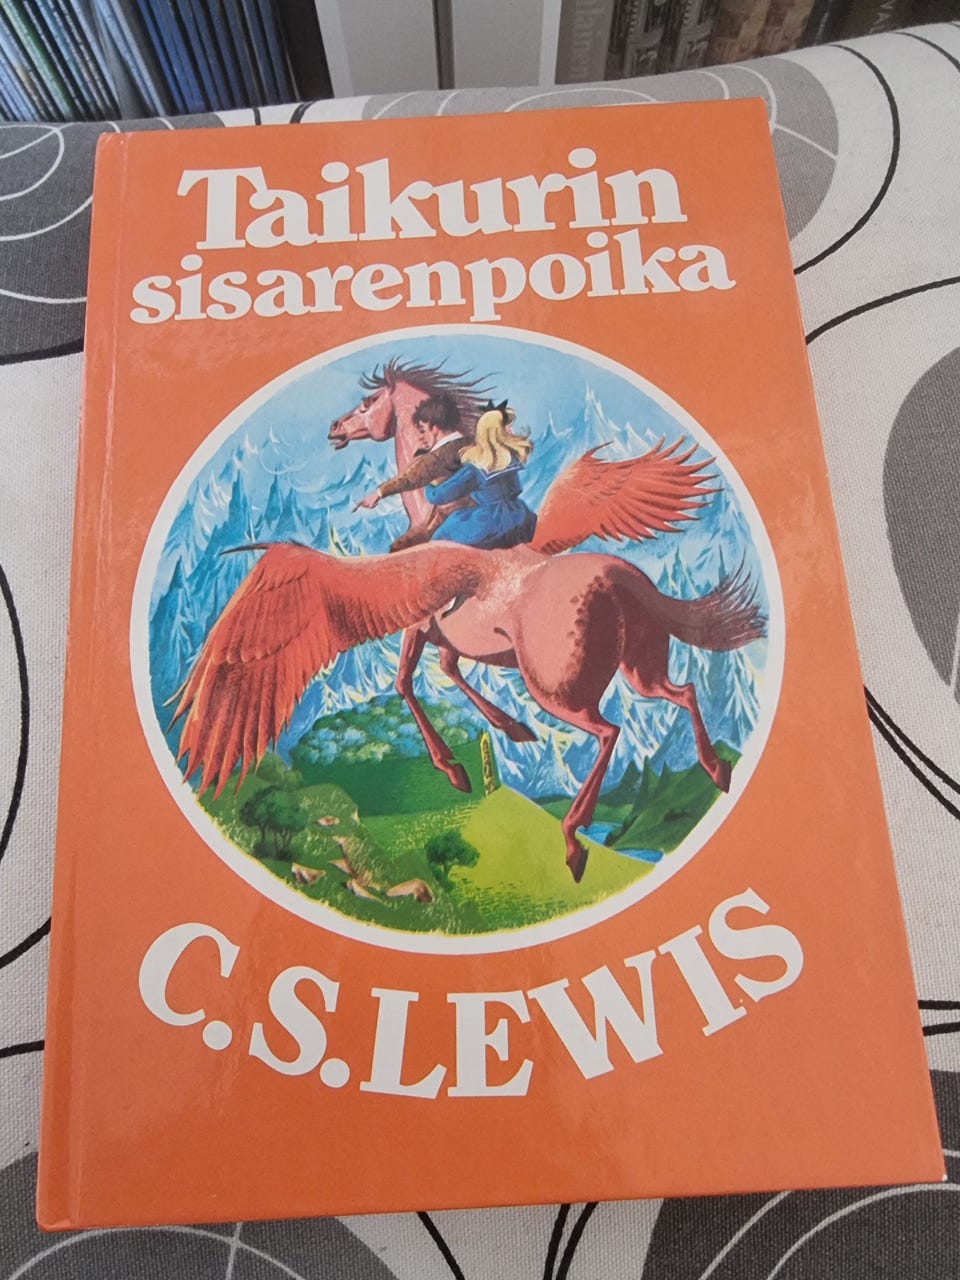 Taikurin
sisarenpoika
C.S. LEWIS